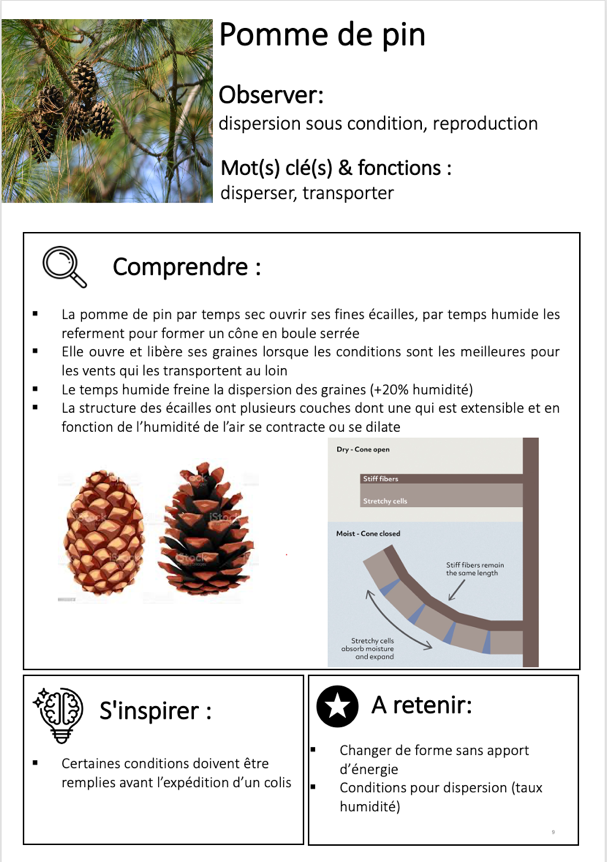 Pomme de pin
Observer:
dispersion sous condition, reproduction
Mot(s) clé(s) & fonctions :
disperser, transporter
Comprendre :
▪ La pomme de pin par temps sec ouvrir ses fines écailles, par temps humide les
referment pour former un cône en boule serrée
▪ Elle ouvre et libère ses graines lorsque les conditions sont les meilleures pour
les vents qui les transportent au loin
▪ Le temps humide freine la dispersion des graines (+20% humidité)
▪ La structure des écailles ont plusieurs couches dont une qui est extensible et en
fonction de l'humidité de l'air se contracte ou se dilate
iStock
iStock
iStock
Dry - Cone open
Stiff fibers
Stretchy cells
Moist - Cone closed
Stiff fibers remain
the same length
Stretchy cells
absorb moisture
and expand
S'inspirer :
▪ Certaines conditions doivent être
remplies avant l'expédition d'un colis
A retenir:
▪ Changer de forme sans apport
d'énergie
▪ Conditions pour dispersion (taux
humidité)
9